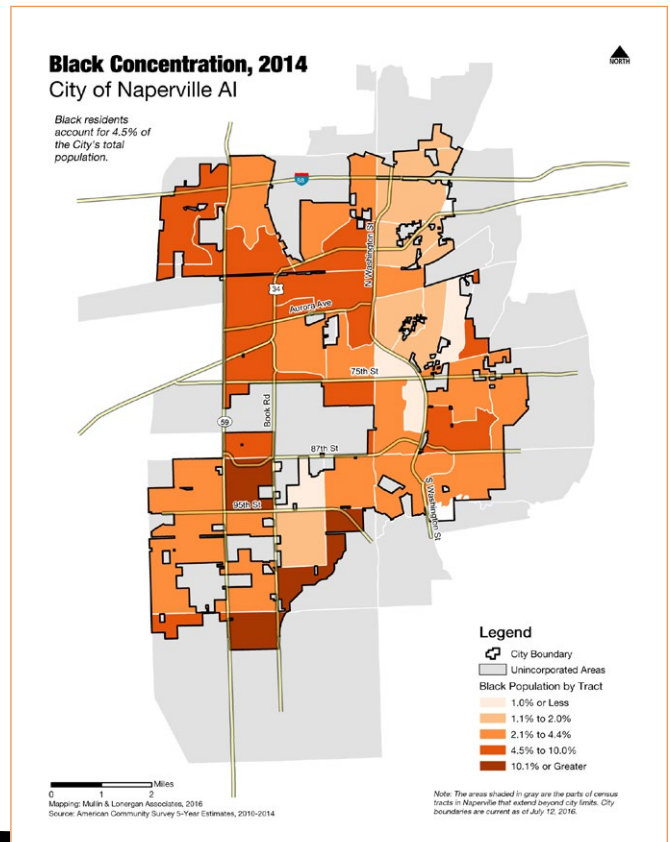 Black Concentration, 2014
City of Naperville AI
NORTH
Black residents
account for 4.5% of
the City's total
population.
88
N Washington St
34
Aurora Ave
75th St
Book Rd
59
87th St
95th St
S Washington St
Legend
City Boundary
Unincorporated Areas
Black Population by Tract
1.0% or Less
1.1% to 2.0%
2.1% to 4.4%
4.5% to 10.0%
10.1% or Greater
Miles
0 1 2
Mapping: Mullin & Lonergan Associates, 2016
Source: American Community Survey 5-Year Estimates, 2010-2014
Note: The areas shaded in gray are the parts of census
tracts in Naperville that extend beyond city limits. City
boundaries are current as of July 12, 2016.